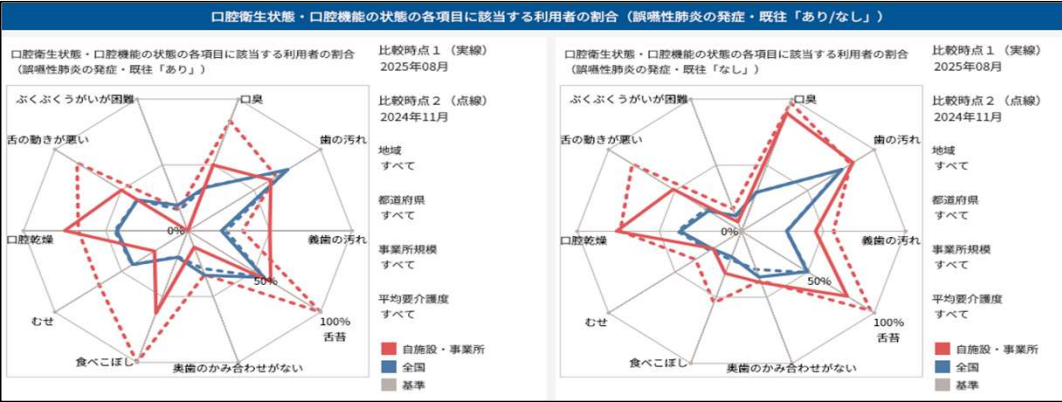 口腔衛生状態・口腔機能の状態の各項目に該当する利用者の割合（誤嚥性肺炎の発症・既往「あり/なし」）
口腔衛生状態・口腔機能の状態の各項目に該当する利用者の割合
（誤嚥性肺炎の発症・既往「あり」）
ぶくぶくうがいが困難
口臭
舌の動きが悪い
歯の汚れ
口腔乾燥
0%
義歯の汚れ
50%
むせ
100%
舌苔
食べこぼし
奥歯のかみ合わせがない
比較時点１（実線）
2025年08月
比較時点２（点線）
2024年11月
地域
すべて
都道府県
すべて
事業所規模
すべて
平均要介護度
すべて
自施設・事業所
全国
基準
口腔衛生状態・口腔機能の状態の各項目に該当する利用者の割合
（誤嚥性肺炎の発症・既往「なし」）
ぶくぶくうがいが困難
口臭
舌の動きが悪い
歯の汚れ
口腔乾燥
0%
義歯の汚れ
50%
むせ
100%
舌苔
食べこぼし
奥歯のかみ合わせがない
比較時点１（実線）
2025年08月
比較時点２（点線）
2024年11月
地域
すべて
都道府県
すべて
事業所規模
すべて
平均要介護度
すべて
自施設・事業所
全国
基準